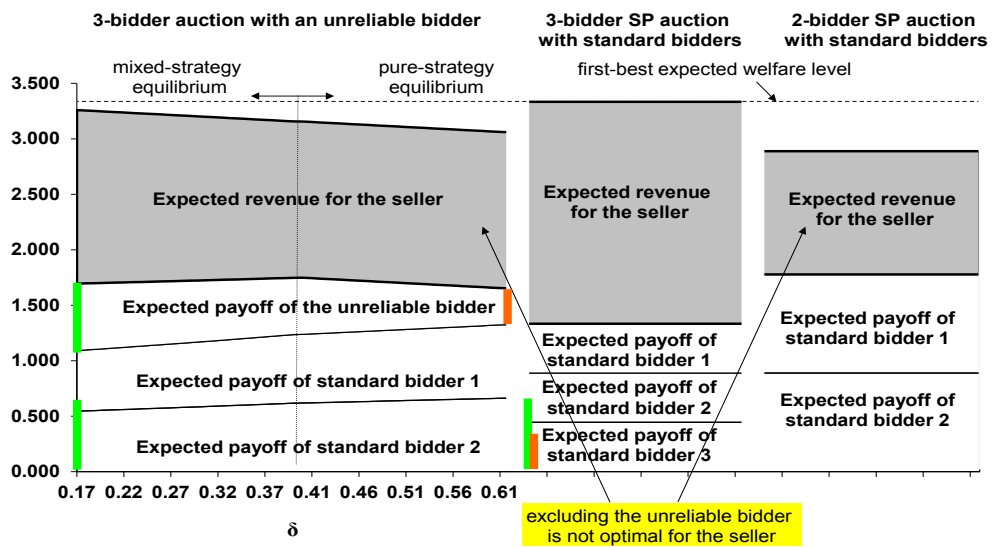 3-bidder auction with an unreliable bidder
3-bidder SP auction
with standard bidders
2-bidder SP auction
with standard bidders
mixed-strategy
equilibrium
pure-strategy
equilibrium
first-best expected welfare level
3.500
3.000
2.500
2.000
1.500
1.000
0.500
0.000
Expected revenue for the seller
Expected payoff of the unreliable bidder
Expected payoff of standard bidder 1
Expected payoff of standard bidder 2
Expected revenue
for the seller
Expected payoff of
standard bidder 1
Expected payoff of
standard bidder 2
Expected payoff of
standard bidder 3
Expected revenue
for the seller
Expected payoff of
standard bidder 1
Expected payoff of
standard bidder 2
0.17 0.22 0.27 0.32 0.37 0.41 0.46 0.51 0.56 0.61
δ
excluding the unreliable bidder
is not optimal for the seller